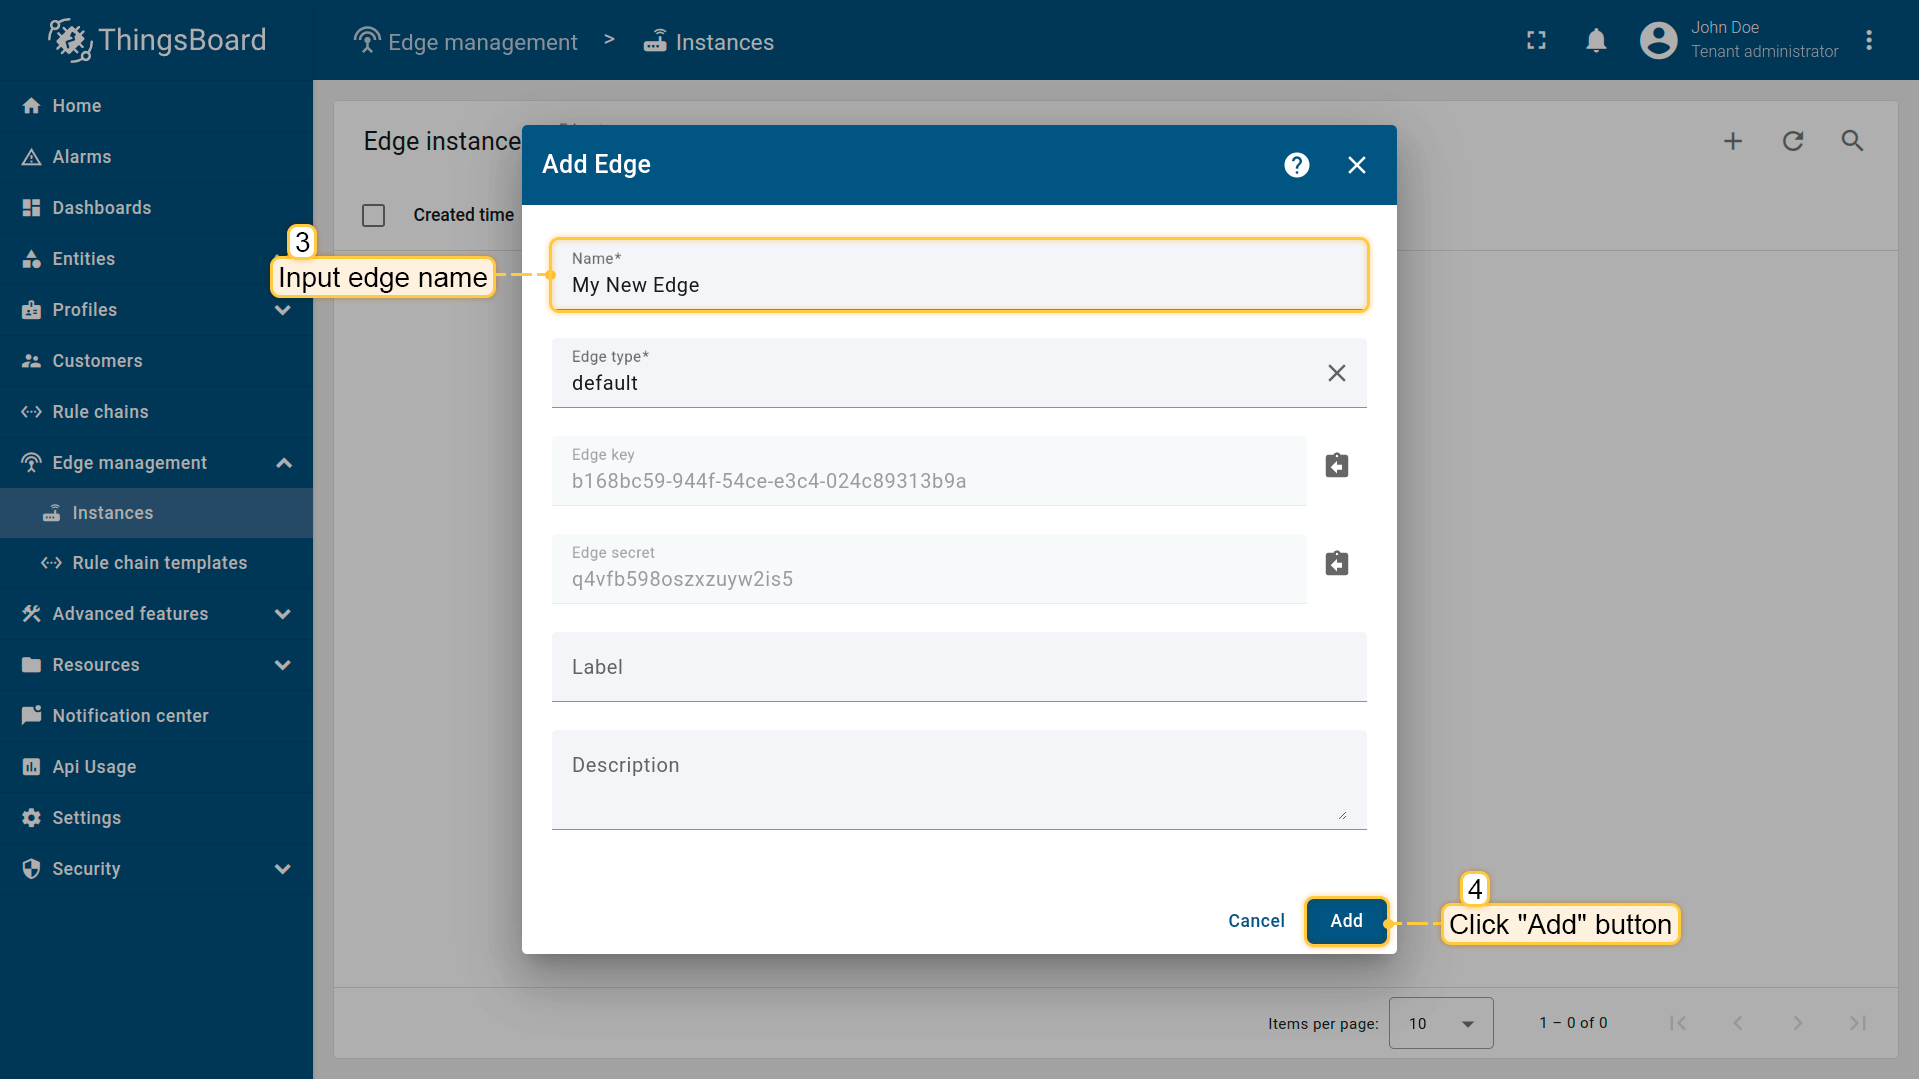 ThingsBoard
Edge management > Instances
John Doe
Tenant administrator
Home
Alarms
Dashboards
Entities
Profiles
Customers
Rule chains
Edge management
Instances
Rule chain templates
Advanced features
Resources
Notification center
Api Usage
Settings
Security
Edge instance
Created time
Add Edge
3
Input edge name
Name*
My New Edge
Edge type*
default
Edge key
b168bc59-944f-54ce-e3c4-024c89313b9a
Edge secret
q4vfb598oszxzuyw2is5
Label
Description
Cancel
Add
4
Click "Add" button
Items per page: 10
1 – 0 of 0